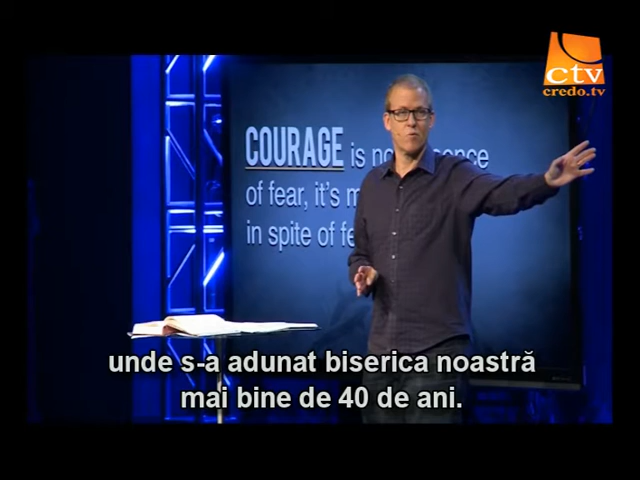 ctv
credo.tv
COURAGE is
of fear, it's
in spite of
unde s-a adunat biserica noastră
mai bine de 40 de ani.